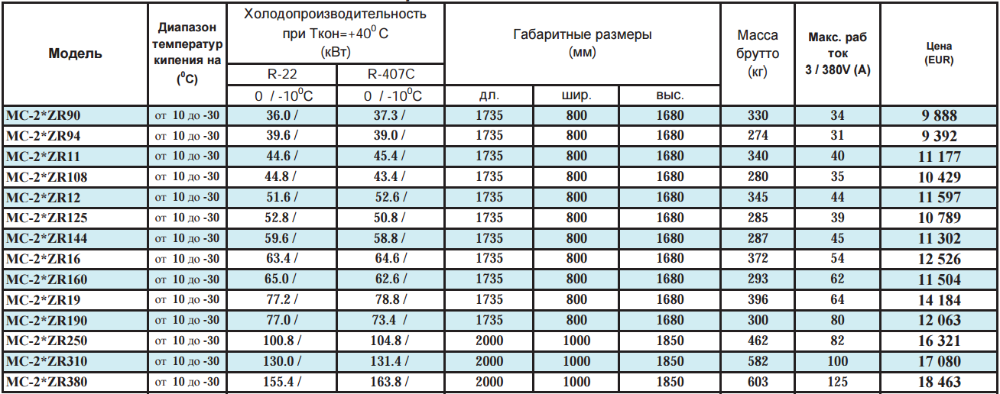 Модель Диапазон температур кипения на (⁰C) Холодопроизводительность при Ткон=+40⁰ C (кВт) Габаритные размеры (мм) Масса брутто (кг) Макс. раб ток 3 / 380V (A) Цена (EUR)
R-22 R-407C
0 / -10⁰C 0 / -10⁰C дл. шир. выс.
MC-2*ZR90 от 10 до -30 36.0 / 37.3 / 1735 800 1680 330 34 9 888
MC-2*ZR94 от 10 до -30 39.6 / 39.0 / 1735 800 1680 274 31 9 392
MC-2*ZR11 от 10 до -30 44.6 / 45.4 / 1735 800 1680 340 40 11 177
MC-2*ZR108 от 10 до -30 44.8 / 43.4 / 1735 800 1680 280 35 10 429
MC-2*ZR12 от 10 до -30 51.6 / 52.6 / 1735 800 1680 345 44 11 597
MC-2*ZR125 от 10 до -30 52.8 / 50.8 / 1735 800 1680 285 39 10 789
MC-2*ZR144 от 10 до -30 59.6 / 58.8 / 1735 800 1680 287 45 11 302
MC-2*ZR16 от 10 до -30 63.4 / 64.6 / 1735 800 1680 372 54 12 526
MC-2*ZR160 от 10 до -30 65.0 / 62.6 / 1735 800 1680 293 62 11 504
MC-2*ZR19 от 10 до -30 77.2 / 78.8 / 1735 800 1680 396 64 14 184
MC-2*ZR190 от 10 до -30 77.0 / 73.4 / 1735 800 1680 300 80 12 063
MC-2*ZR250 от 10 до -30 100.8 / 104.8 / 2000 1000 1850 462 82 16 321
MC-2*ZR310 от 10 до -30 130.0 / 131.4 / 2000 1000 1850 582 100 17 080
MC-2*ZR380 от 10 до -30 155.4 / 163.8 / 2000 1000 1850 603 125 18 463